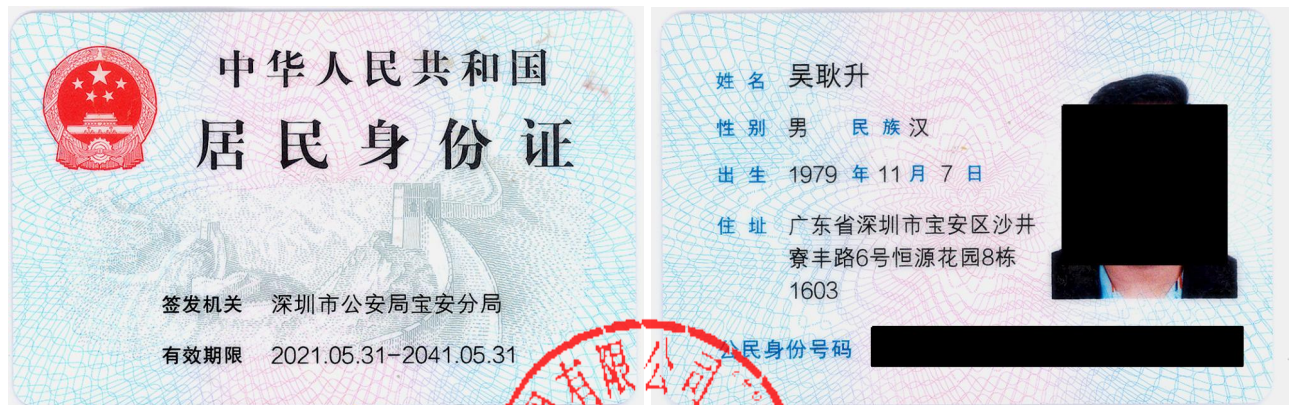 中华人民共和国
居民身份证
签发机关 深圳市公安局宝安分局
有效期限 2021.05.31-2041.05.31
姓名 吴耿升
性别 男 民族 汉
出生 1979 年 11 月 7 日
住址 广东省深圳市宝安区沙井
寮丰路6号恒源花园8栋
1603
公民身份号码
有限公司